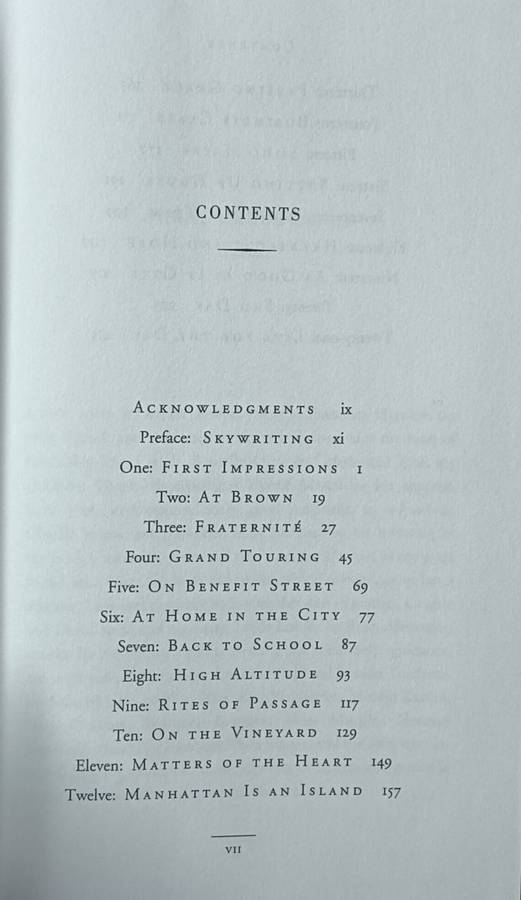 CONTENTS
ACKNOWLEDGMENTS ix
Preface: SKYWRITING xi
One: FIRST IMPRESSIONS 1
Two: AT BROWN 19
Three: FRATERNITÉ 27
Four: GRAND TOURING 45
Five: ON BENEFIT STREET 69
Six: AT HOME IN THE CITY 77
Seven: BACK TO SCHOOL 87
Eight: HIGH ALTITUDE 93
Nine: RITES OF PASSAGE 117
Ten: ON THE VINEYARD 129
Eleven: MATTERS OF THE HEART 149
Twelve: MANHATTAN IS AN ISLAND 157
VII